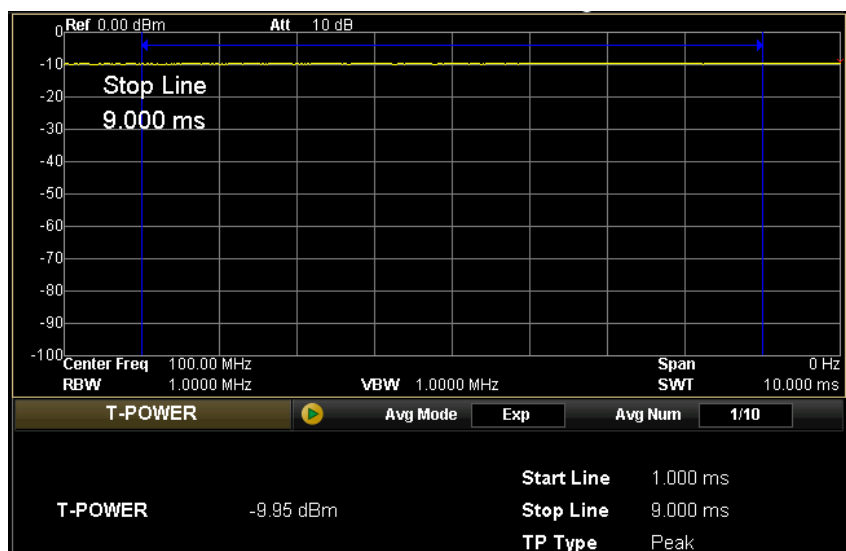 Ref 0.00 dBm Att 10 dB
0
-10
Stop Line
-20
9.000 ms
-30
-40
-50
-60
-70
-80
-90
-100
Center Freq 100.00 MHz Span 0 Hz
RBW 1.0000 MHz VBW 1.0000 MHz SWT 10.000 ms
T-POWER Avg Mode Exp Avg Num 1/10
Start Line 1.000 ms
T-POWER -9.95 dBm Stop Line 9.000 ms
TP Type Peak